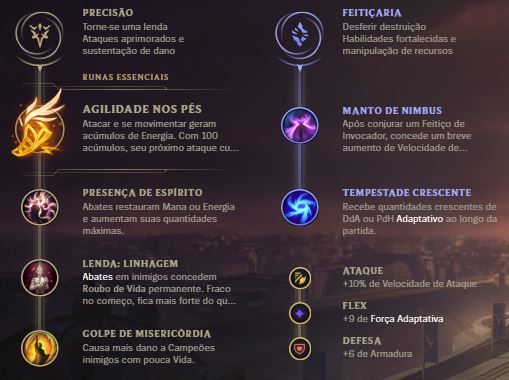 PRECISÃO
Torne-se uma lenda
Ataques aprimorados e
sustentação de dano
RUNAS ESSENCIAIS
AGILIDADE NOS PÉS
Atacar e se movimentar geram
acúmulos de Energia. Com 100
acúmulos, seu próximo ataque cu...
PRESENÇA DE ESPÍRITO
Abates restauram Mana ou Energia
e aumentam suas quantidades
máximas.
LENDA: LINHAGEM
Abates em inimigos concedem
Roubo de Vida permanente. Fraco
no começo, fica mais forte do qu...
GOLPE DE MISERICÓRDIA
Causa mais dano a Campeões
inimigos com pouca Vida.
FEITIÇARIA
Desferir destruição
Habilidades fortalecidas e
manipulação de recursos
MANTO DE NIMBUS
Após conjurar um Feitiço de
Invocador, concede um breve
aumento de Velocidade de...
TEMPESTADE CRESCENTE
Recebe quantidades crescentes de
DdA ou PdH Adaptativo ao longo da
partida.
ATAQUE
+10% de Velocidade de Ataque
FLEX
+9 de Força Adaptativa
DEFESA
+6 de Armadura